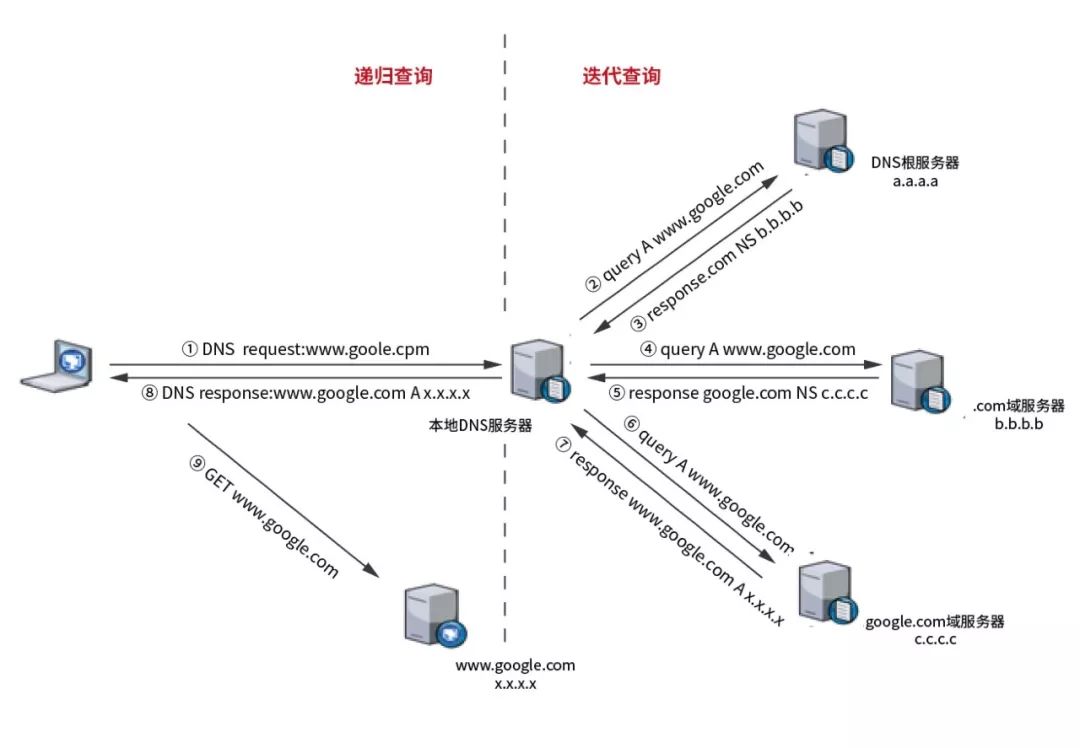 递归查询
迭代查询
DNS根服务器
a.a.a.a
② query A www.google.com
③ response.com NS b.b.b.b
① DNS request:www.goole.cpm
④ query A www.google.com
⑧ DNS response:www.google.com A x.x.x.x
⑤ response google.com NS c.c.c.c
.com域服务器
b.b.b.b
本地DNS服务器
⑥ query A www.google.com
⑦ response www.google.com A x.x.x.x
⑨ GET www.google.com
google.com域服务器
c.c.c.c
www.google.com
x.x.x.x